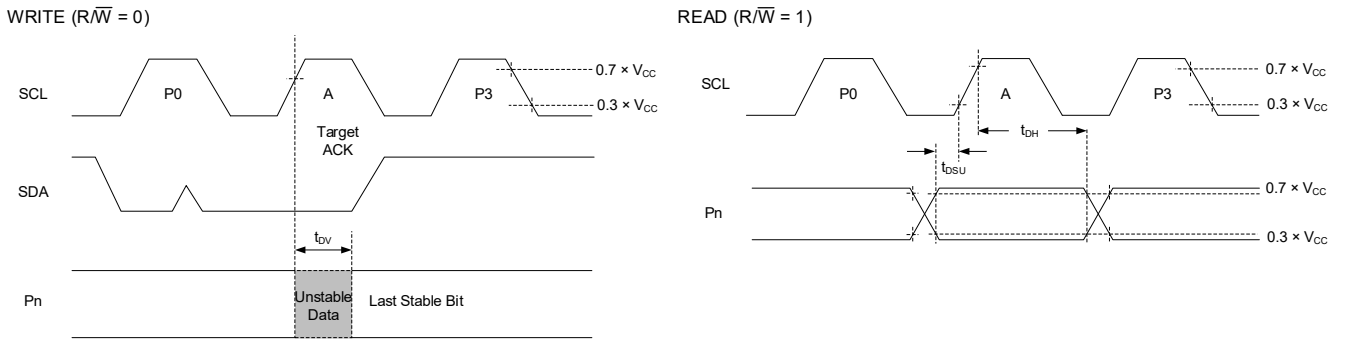 WRITE (R/W̅ = 0)
SCL
P0
A
P3
0.7 × VCC
0.3 × VCC
Target
ACK
SDA
tDV
Pn
Unstable
Data
Last Stable Bit
READ (R/W̅ = 1)
SCL
P0
A
P3
0.7 × VCC
0.3 × VCC
tDH
tDSU
Pn
0.7 × VCC
0.3 × VCC